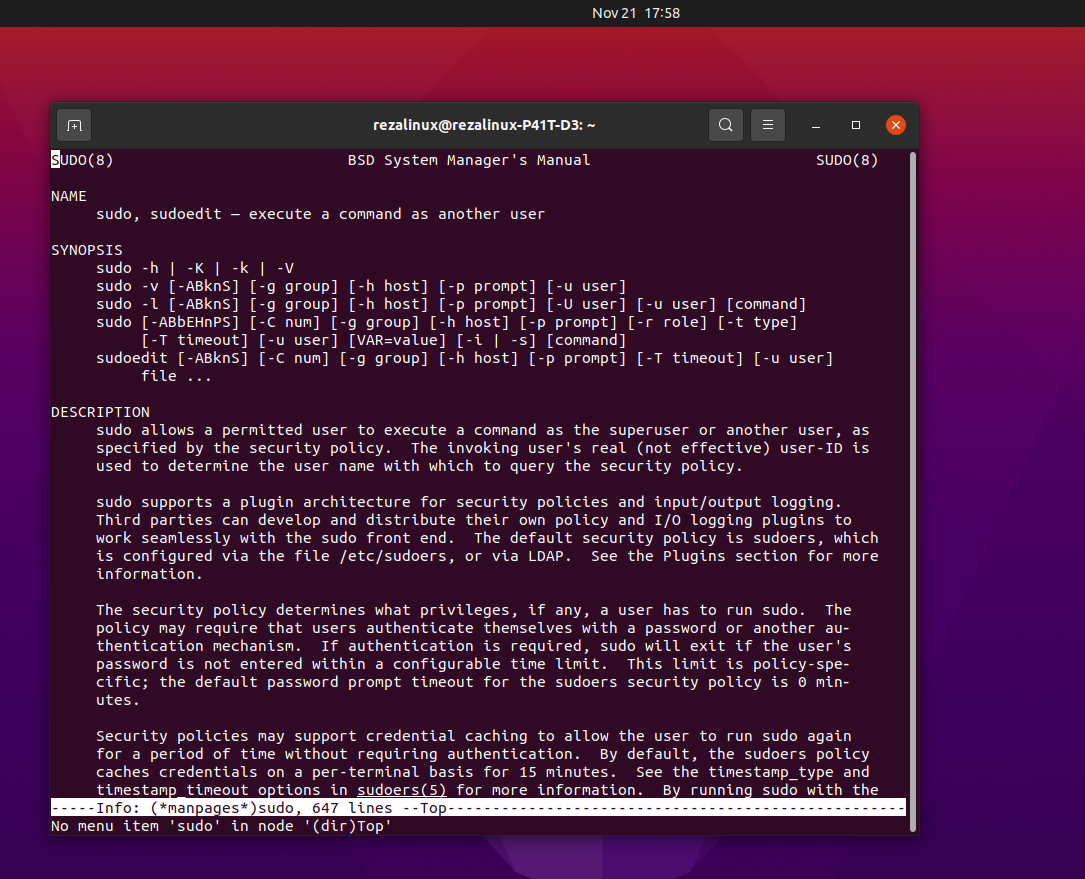 Nov 21 17:58
rezalinux@rezalinux-P41T-D3: ~
SUDO(8) BSD System Manager's Manual SUDO(8)
NAME
sudo, sudoedit — execute a command as another user
SYNOPSIS
sudo -h | -K | -k | -V
sudo -v [-ABknS] [-g group] [-h host] [-p prompt] [-u user]
sudo -l [-ABknS] [-g group] [-h host] [-p prompt] [-U user] [-u user] [command]
sudo [-ABbEHnPS] [-C num] [-g group] [-h host] [-p prompt] [-r role] [-t type]
[-T timeout] [-u user] [VAR=value] [-i | -s] [command]
sudoedit [-ABknS] [-C num] [-g group] [-h host] [-p prompt] [-T timeout] [-u user]
file ...
DESCRIPTION
sudo allows a permitted user to execute a command as the superuser or another user, as
specified by the security policy.  The invoking user's real (not effective) user-ID is
used to determine the user name with which to query the security policy.
sudo supports a plugin architecture for security policies and input/output logging.
Third parties can develop and distribute their own policy and I/O logging plugins to
work seamlessly with the sudo front end.  The default security policy is sudoers, which
is configured via the file /etc/sudoers, or via LDAP.  See the Plugins section for more
information.
The security policy determines what privileges, if any, a user has to run sudo.  The
policy may require that users authenticate themselves with a password or another au-
thentication mechanism.  If authentication is required, sudo will exit if the user's
password is not entered within a configurable time limit.  This limit is policy-spe-
cific; the default password prompt timeout for the sudoers security policy is 0 min-
utes.
Security policies may support credential caching to allow the user to run sudo again
for a period of time without requiring authentication.  By default, the sudoers policy
caches credentials on a per-terminal basis for 15 minutes.  See the timestamp_type and
timestamp_timeout options in sudoers(5) for more information.  By running sudo with the
-----Info: (*manpages*)sudo, 647 lines --Top---------------------------------------------------
No menu item 'sudo' in node '(dir)Top'